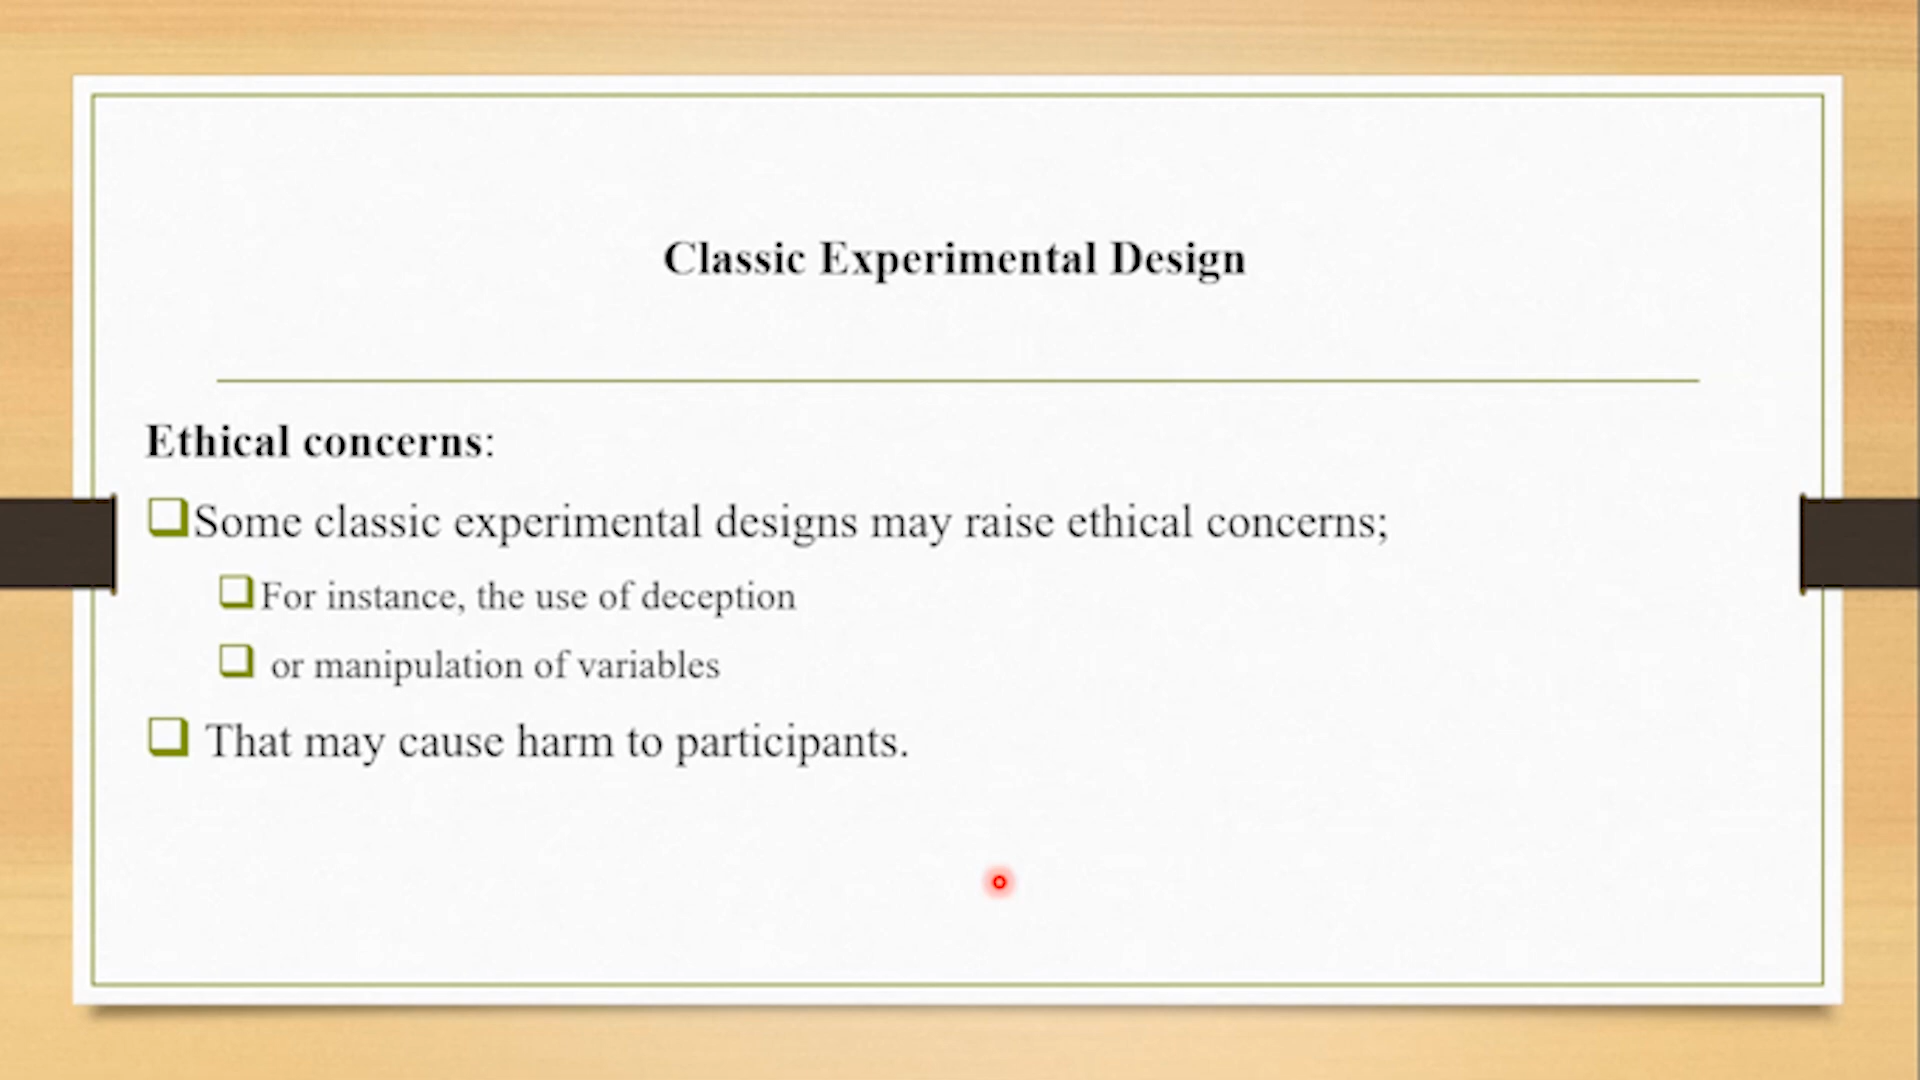 Classic Experimental Design
Ethical concerns:
Some classic experimental designs may raise ethical concerns;
For instance, the use of deception
or manipulation of variables
That may cause harm to participants.